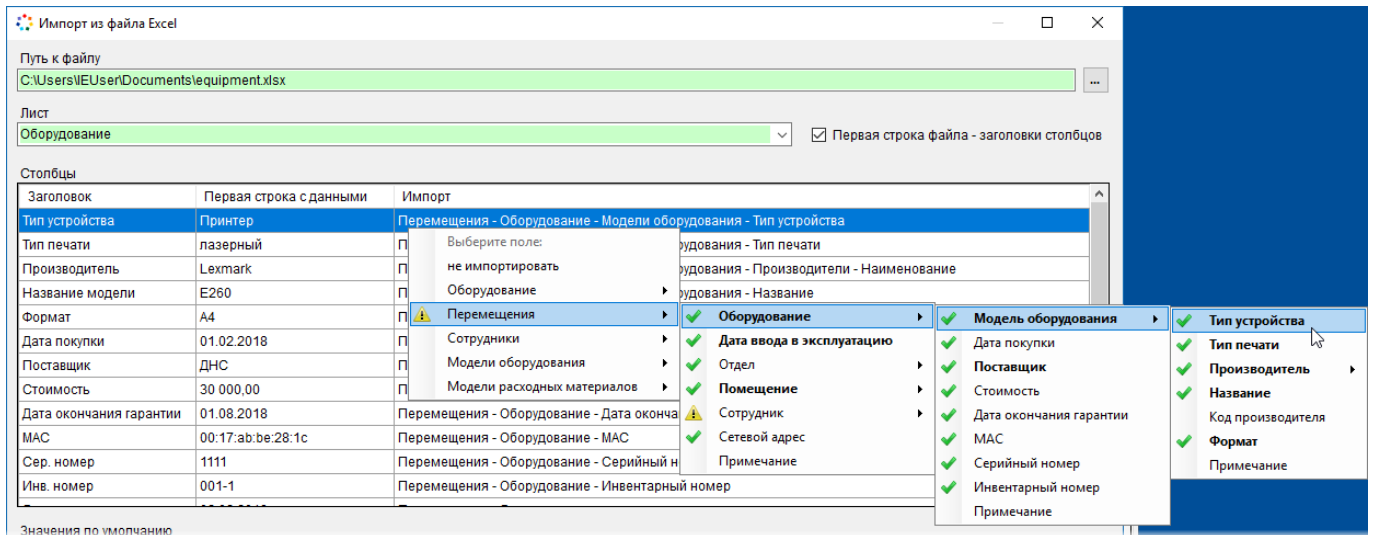 Импорт из файла Excel
Путь к файлу
C:\Users\IEUser\Documents\equipment.xlsx
...
Лист
Оборудование
Первая строка файла - заголовки столбцов
Столбцы
Заголовок Первая строка с данными Импорт
Тип устройства Принтер Перемещения - Оборудование - Модели оборудования - Тип устройства
Тип печати лазерный П рудования - Тип печати
Производитель Lexmark П рудования - Производители - Наименование
Название модели E260 П рудования - Название
Формат A4 П
Дата покупки 01.02.2018 П
Поставщик ДНС П
Стоимость 30 000,00 П
Дата окончания гарантии 01.08.2018 Перемещения - Оборудование - Дата оконча
MAC 00:17:ab:be:28:1c Перемещения - Оборудование - MAC
Сер. номер 1111 Перемещения - Оборудование - Серийный н
Инв. номер 001-1 Перемещения - Оборудование - Инвентарный номер
Значения по умолчанию
Выберите поле:
не импортировать
Оборудование
Перемещения
Сотрудники
Модели оборудования
Модели расходных материалов
Оборудование
Дата ввода в эксплуатацию
Отдел
Помещение
Сотрудник
Сетевой адрес
Примечание
Модель оборудования
Дата покупки
Поставщик
Стоимость
Дата окончания гарантии
MAC
Серийный номер
Инвентарный номер
Примечание
Тип устройства
Тип печати
Производитель
Название
Код производителя
Формат
Примечание